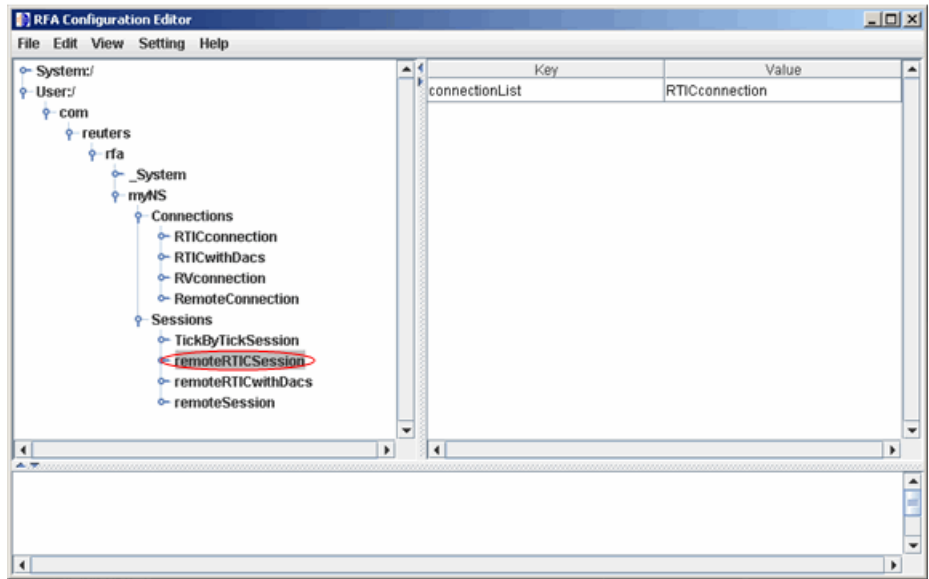 RFA Configuration Editor
File Edit View Setting Help
System:/
User:/
com
reuters
rfa
_System
myNS
Connections
RTICconnection
RTICwithDacs
RVconnection
RemoteConnection
Sessions
TickByTickSession
remoteRTICSession
remoteRTICwithDacs
remoteSession
Key Value
connectionList RTICconnection